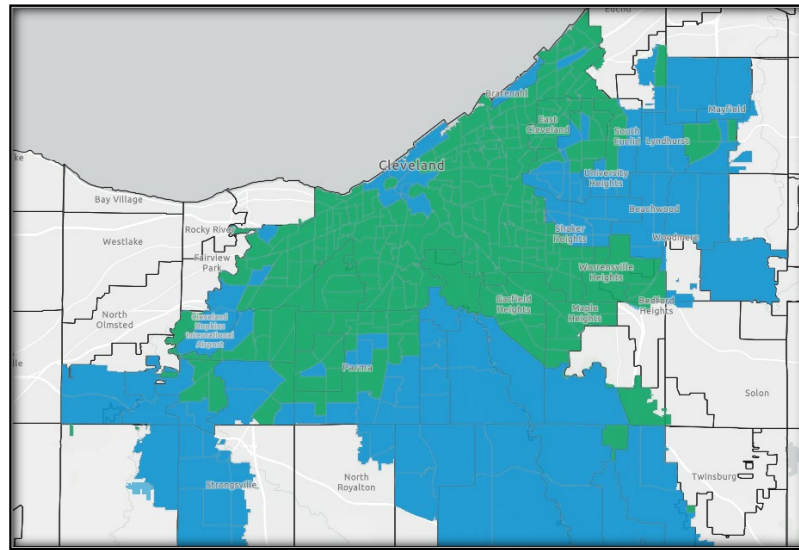 Euclid
Bratenahl
Mayfield
East
Cleveland
South
Euclid
Lyndhurst
ke
Cleveland
University
Heights
Bay Village
Beachwood
Rocky River
Shaker
Heights
Woodmere
Westlake
Fairview
Park
Warrensville
Heights
Garfield
Heights
Maple
Heights
Bedford
Heights
North
Olmsted
Cleveland
Hopkins
International
Airport
ille
Parma
Solon
Strongsville
North
Royalton
Twinsburg